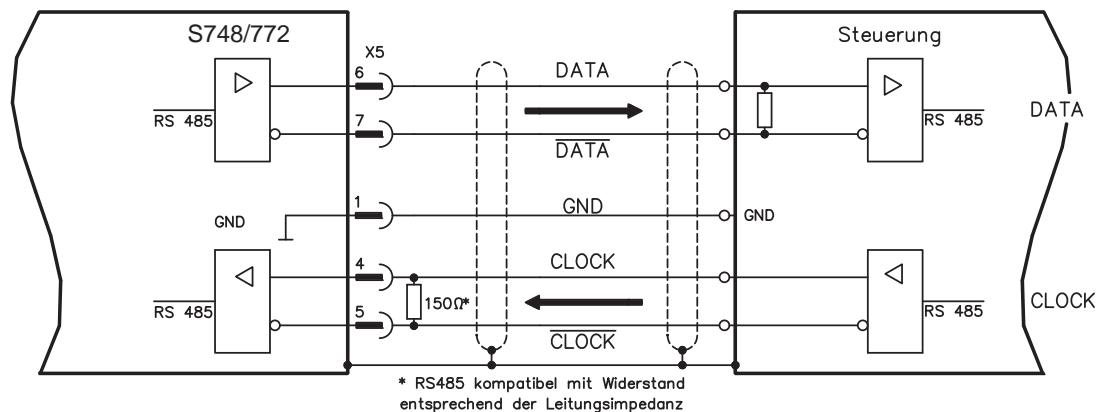 S748/772
X5
Steuerung
6
DATA
RS 485
RS 485
DATA
7
DATA
1
GND
GND
GND
4
CLOCK
150Ω*
RS 485
RS 485
CLOCK
5
CLOCK
* RS485 kompatibel mit Widerstand
entsprechend der Leitungsimpedanz